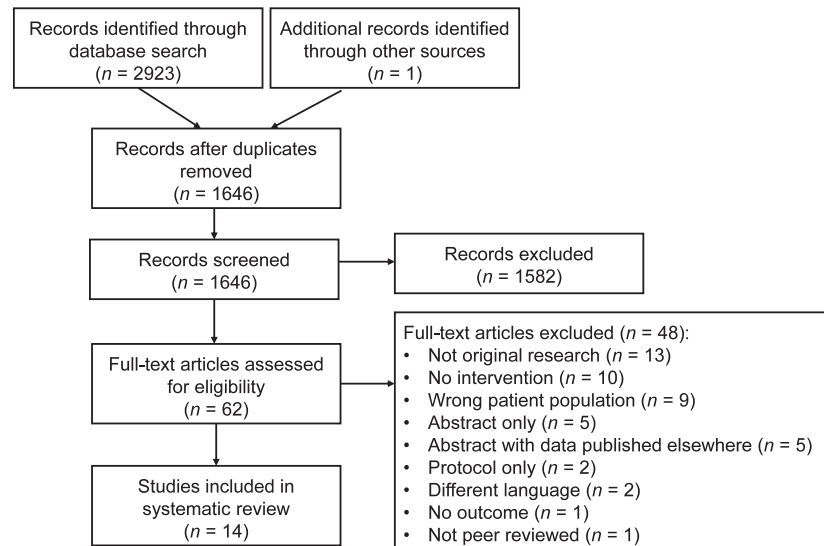 Records identified through
database search
(n = 2923)
Additional records identified
through other sources
(n = 1)
Records after duplicates
removed
(n = 1646)
Records screened
(n = 1646)
Records excluded
(n = 1582)
Full-text articles assessed
for eligibility
(n = 62)
Full-text articles excluded (n = 48):
• Not original research (n = 13)
• No intervention (n = 10)
• Wrong patient population (n = 9)
• Abstract only (n = 5)
• Abstract with data published elsewhere (n = 5)
• Protocol only (n = 2)
• Different language (n = 2)
• No outcome (n = 1)
• Not peer reviewed (n = 1)
Studies included in
systematic review
(n = 14)